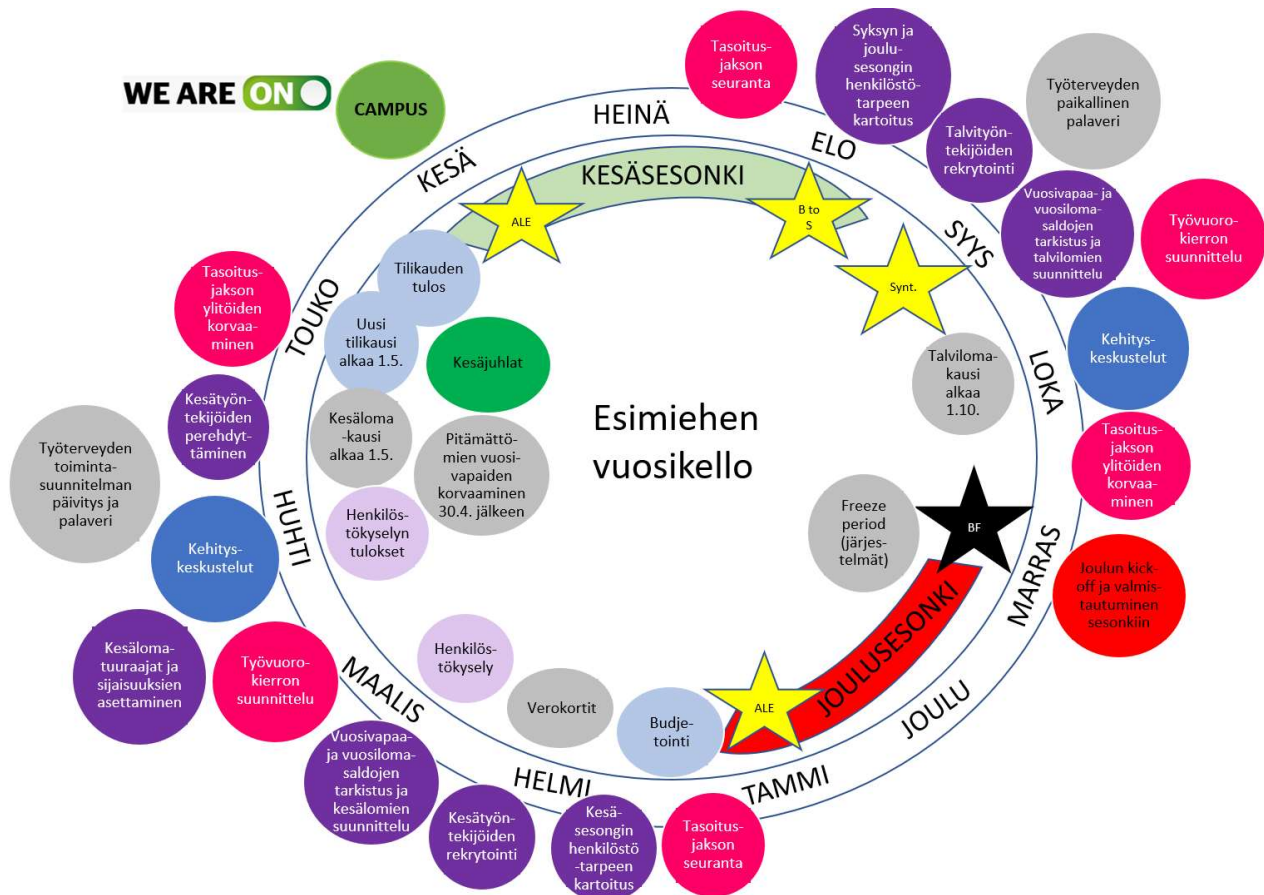 WE ARE ON
CAMPUS
Tasoitus-
jakson
seuranta
Syksyn ja
joulu-
sesongin
henkilöstö-
tarpeen
kartoitus
Työterveyden
paikallinen
palaveri
Talvityön-
tekijöiden
rekrytointi
Vuosivapaa- ja
vuosiloma-
saldojen
tarkistus ja
talvilomien
suunnittelu
Työvuoro-
kierron
suunnittelu
Kehitys-
keskustelut
Tasoitus-
jakson
ylitöiden
korvaa-
minen
Joulun kick-
off ja valmis-
tautuminen
sesonkiin
HEINÄ
ELO
SYYS
LOKA
MARRAS
JOULU
TAMMI
HELMI
MAALIS
HUHTI
TOUKO
KESÄ
KESÄSESONKI
ALE
B to
S
Synt.
Tilikauden
tulos
Uusi
tilikausi
alkaa 1.5.
Kesäjuhlat
Kesäloma
-kausi
alkaa 1.5.
Pitämättö-
mien vuosi-
vapaiden
korvaaminen
30.4. jälkeen
Henkilös-
tökyselyn
tulokset
Esimiehen
vuosikello
Talviloma-
kausi
alkaa
1.10.
Freeze
period
(järjes-
telmät)
BF
JOULUSESONKI
ALE
Henkilös-
tökysely
Verokortit
Budje-
tointi
Tasoitus-
jakson
ylitöiden
korvaa-
minen
Kesätyön-
tekijöiden
perehdyt-
täminen
Työterveyden
toiminta-
suunnitelman
päivitys ja
palaveri
Kehitys-
keskustelut
Kesäloma-
tuuraajat ja
sijaisuuksien
asettaminen
Työvuoro-
kierron
suunnittelu
Vuosivapaa-
ja vuosiloma-
saldojen
tarkistus ja
kesälomien
suunnittelu
Kesätyön-
tekijöiden
rekrytointi
Kesä-
sesongin
henkilöstö
-tarpeen
kartoitus
Tasoitus-
jakson
seuranta